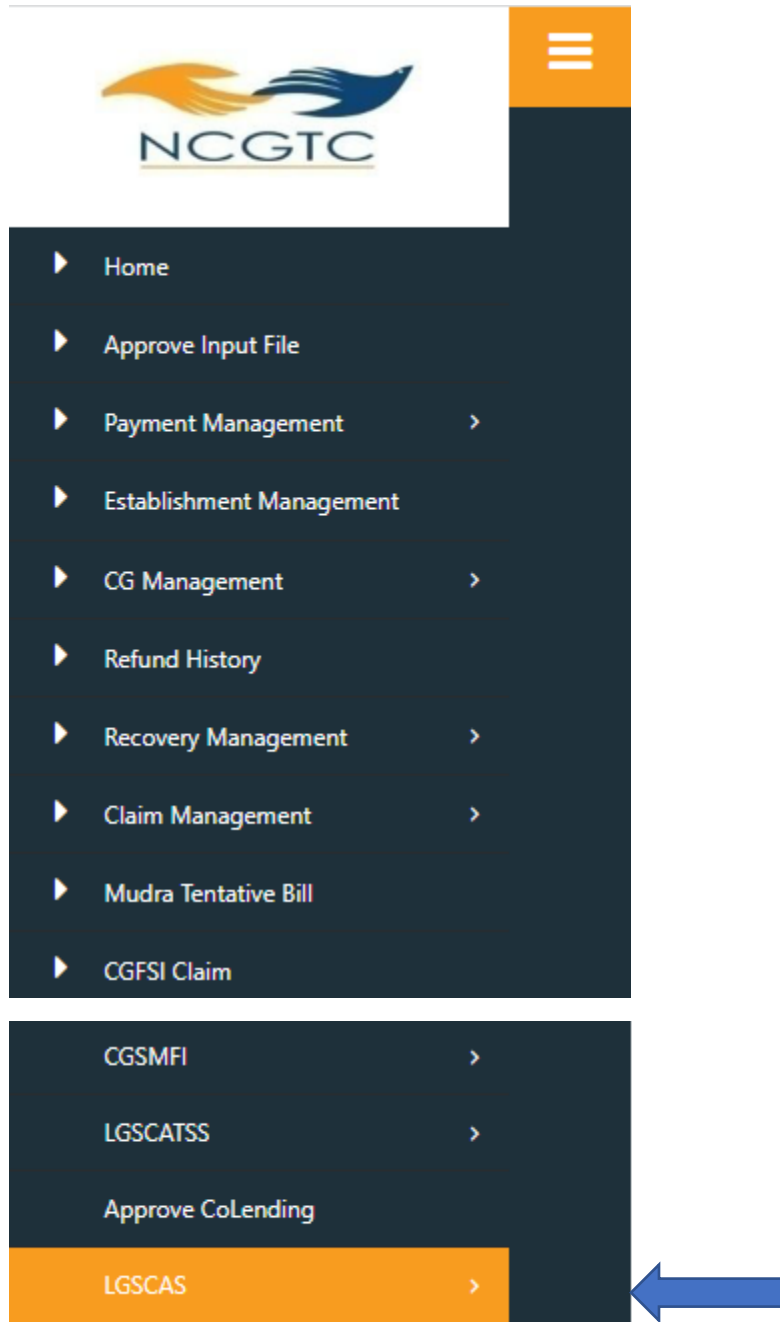 NCGTC
Home
Approve Input File
Payment Management
Establishment Management
CG Management
Refund History
Recovery Management
Claim Management
Mudra Tentative Bill
CGFSI Claim
CGSMFI
LGSCATSS
Approve CoLending
LGSCAS